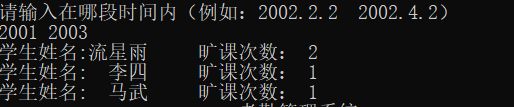 请输入在哪段时间内（例如：2002.2.2  2002.4.2）
2001 2003
学生姓名:流星雨    旷课次数： 2
学生姓名:  李四    旷课次数： 1
学生姓名:  马武    旷课次数： 1